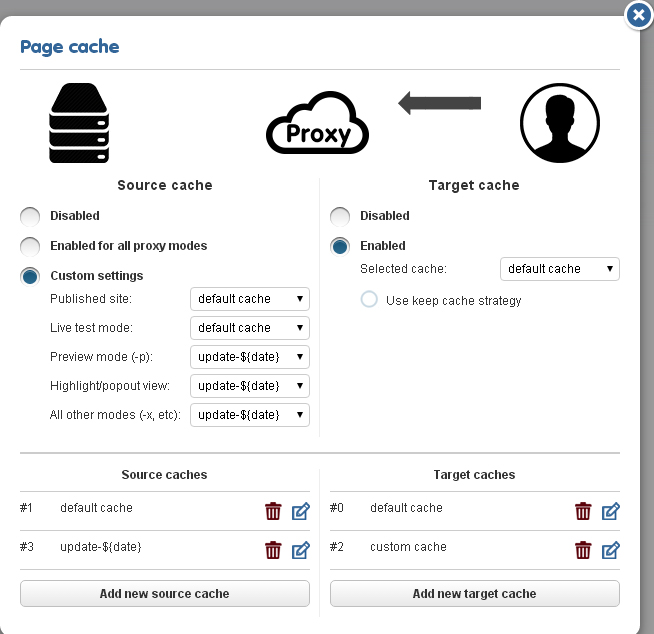 Page cache
Proxy
Source cache
Disabled
Enabled for all proxy modes
Custom settings
Published site: default cache
Live test mode: default cache
Preview mode (-p): update-${date}
Highlight/popout view: update-${date}
All other modes (-x, etc): update-${date}
Target cache
Disabled
Enabled
Selected cache: default cache
Use keep cache strategy
Source caches
#1 default cache
#3 update-${date}
Add new source cache
Target caches
#0 default cache
#2 custom cache
Add new target cache